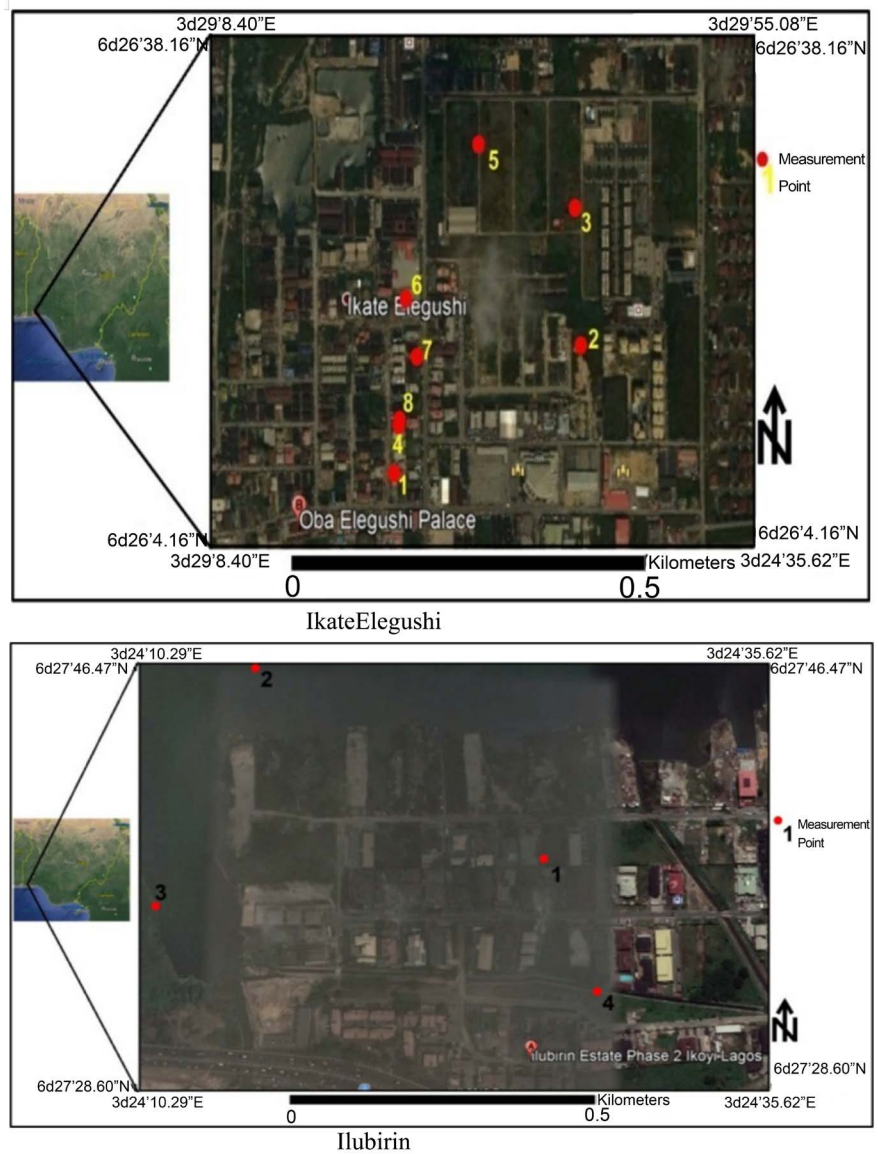 3d29’8.40”E
3d29’55.08”E
6d26’38.16”N
6d26’38.16”N
5
Measurement
1
Point
3
6
Ikate Elegushi
2
7
8
4
N
1
B
Oba Elegushi Palace
6d26’4.16”N
6d26’4.16”N
3d29’8.40”E
Kilometers
3d24’35.62”E
0
0.5
IkateElegushi
3d24’10.29”E
3d24’35.62”E
6d27’46.47”N
6d27’46.47”N
2
1
Measurement
Point
1
3
4
N
A
Ilubirin Estate Phase 2 Ikoyi-Lagos
6d27’28.60”N
6d27’28.60”N
3d24’10.29”E
Kilometers
3d24’35.62”E
0
0.5
Ilubirin